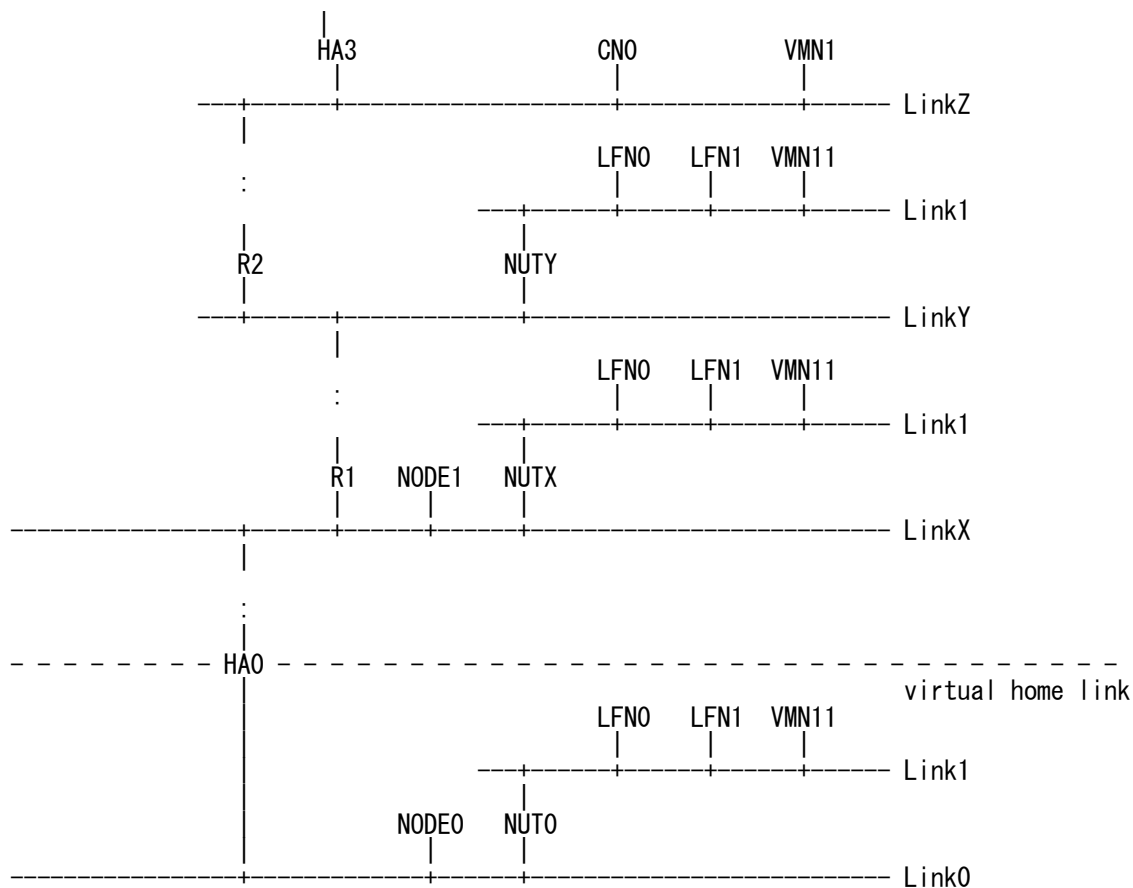 HA3 CN0 VMN1
LinkZ
LFN0 LFN1 VMN11
Link1
R2 NUTY
LinkY
LFN0 LFN1 VMN11
Link1
R1 NODE1 NUTX
LinkX
HA0
virtual home link
LFN0 LFN1 VMN11
Link1
NODE0 NUT0
Link0